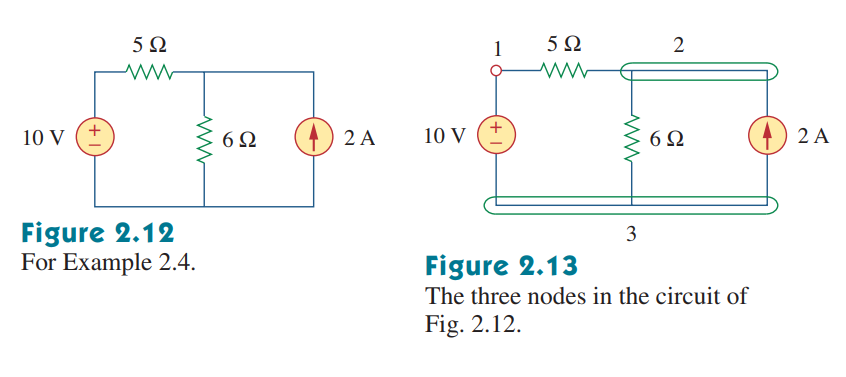 5 Ω
10 V
+
−
6 Ω
2 A
Figure 2.12
For Example 2.4.
1
5 Ω
2
10 V
+
−
6 Ω
2 A
3
Figure 2.13
The three nodes in the circuit of
Fig. 2.12.